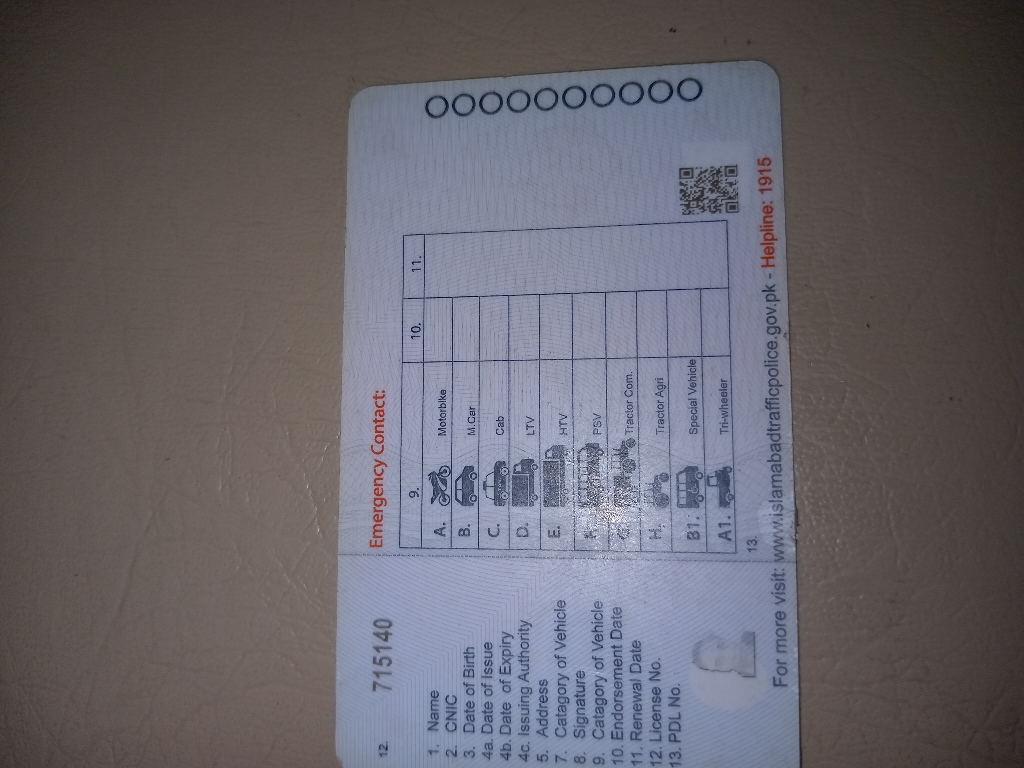 12. 715140
1. Name
2. CNIC
3. Date of Birth
4a. Date of Issue
4b. Date of Expiry
4c. Issuing Authority
5. Address
7. Category of Vehicle
8. Signature
9. Catagory of Vehicle
10. Endorsement Date
11. Renewal Date
12. License No.
13. PDL No.
Emergency Contact:
9. 10. 11.
A. Motorbike
B. M.Car
C. Cab
D. LTV
E. HTV
PSV
G. Tractor Com.
H. Tractor Agri
B1. Special Vehicle
A1. Tri-wheeler
13.
For more visit: www.islamabadtrafficpolice.gov.pk - Helpline: 1915